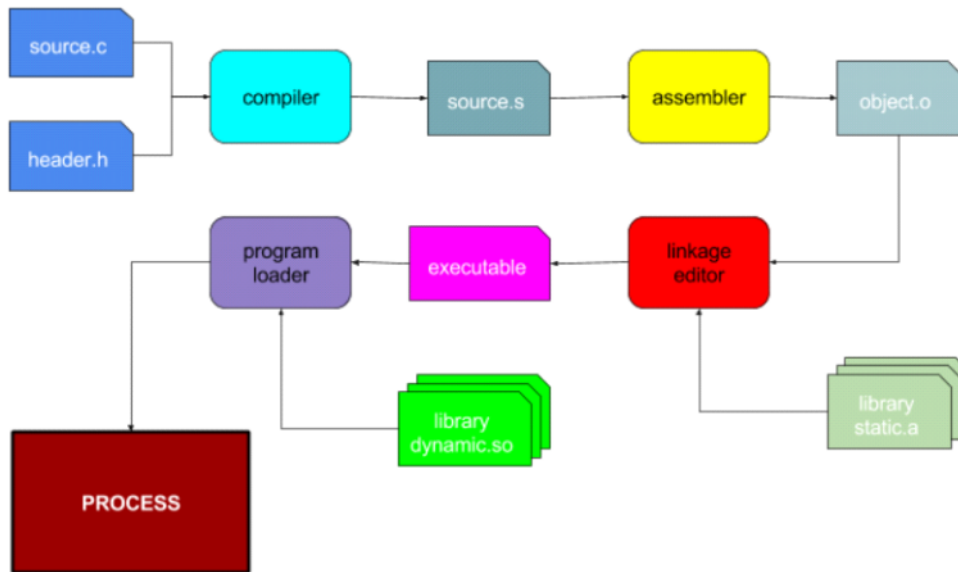 source.c
compiler
source.s
assembler
object.o
header.h
program
loader
executable
linkage
editor
library
dynamic.so
library
static.a
PROCESS